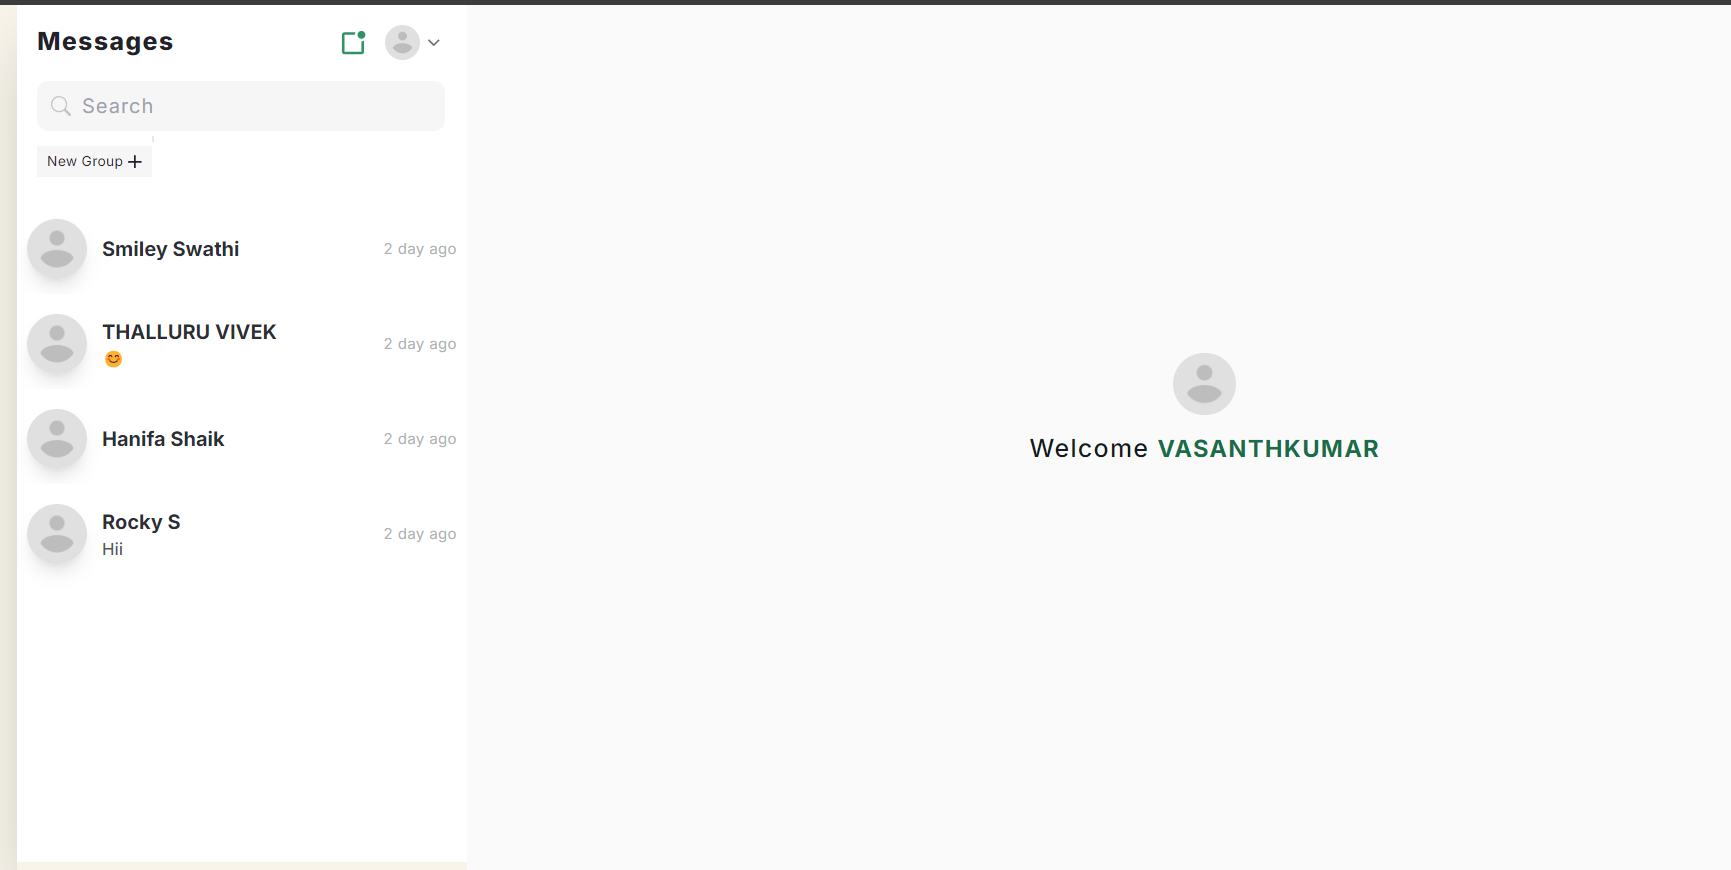 Messages
Search
New Group +
Smiley Swathi
2 day ago
THALLURU VIVEK
2 day ago
😊
Hanifa Shaik
2 day ago
Rocky S
2 day ago
Hii
Welcome VASANTHKUMAR